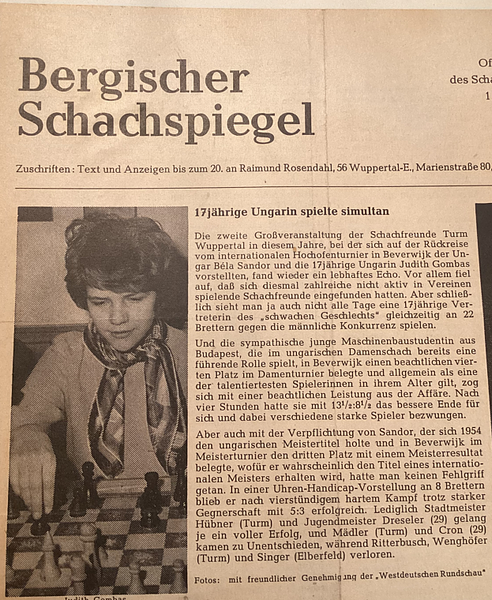 Bergischer
Schachspiegel
Of
des Scha
1
Zuschriften: Text und Anzeigen bis zum 20. an Raimund Rosendahl, 56 Wuppertal-E., Marienstraße 80,
17jährige Ungarin spielte simultan
Die zweite Großveranstaltung der Schachfreunde Turm
Wuppertal in diesem Jahre, bei der sich auf der Rückreise
vom internationalen Hochofenturnier in Beverwijk der Un-
gar Béla Sandor und die 17jährige Ungarin Judith Gombas
vorstellten, fand wieder ein lebhaftes Echo. Vor allem fiel
auf, daß sich diesmal zahlreiche nicht aktiv in Vereinen
spielende Schachfreunde eingefunden hatten. Aber schließ-
lich sieht man ja auch nicht alle Tage eine 17jährige Ver-
treterin des „schwachen Geschlechts" gleichzeitig an 22
Brettern gegen die männliche Konkurrenz spielen.
Und die sympathische junge Maschinenbaustudentin aus
Budapest, die im ungarischen Damenschach bereits eine
führende Rolle spielt, in Beverwijk einen beachtlichen vier-
ten Platz im Damenturnier belegte und allgemein als eine
der talentiertesten Spielerinnen in ihrem Alter gilt, zog
sich mit einer beachtlichen Leistung aus der Affäre. Nach
vier Stunden hatte sie mit 13½:8½ das bessere Ende für
sich und dabei verschiedene starke Spieler bezwungen.
Aber auch mit der Verpflichtung von Sandor, der sich 1954
den ungarischen Meistertitel holte und in Beverwijk im
Meisterturnier den dritten Platz mit einem Meisterresultat
belegte, wofür er wahrscheinlich den Titel eines internatio-
nalen Meisters erhalten wird, hatte man keinen Fehlgriff
getan. In einer Uhren-Handicap-Vorstellung an 8 Brettern
blieb er nach vierstündigem hartem Kampf trotz starker
Gegnerschaft mit 5:3 erfolgreich. Lediglich Stadtmeister
Hübner (Turm) und Jugendmeister Dreseler (29) gelang
je ein voller Erfolg, und Mädler (Turm) und Cron (29)
kamen zu Unentschieden, während Ritterbusch, Wenghöfer
(Turm) und Singer (Elberfeld) verloren.
Fotos: mit freundlicher Genehmigung der „Westdeutschen Rundschau"
Judith Gombas